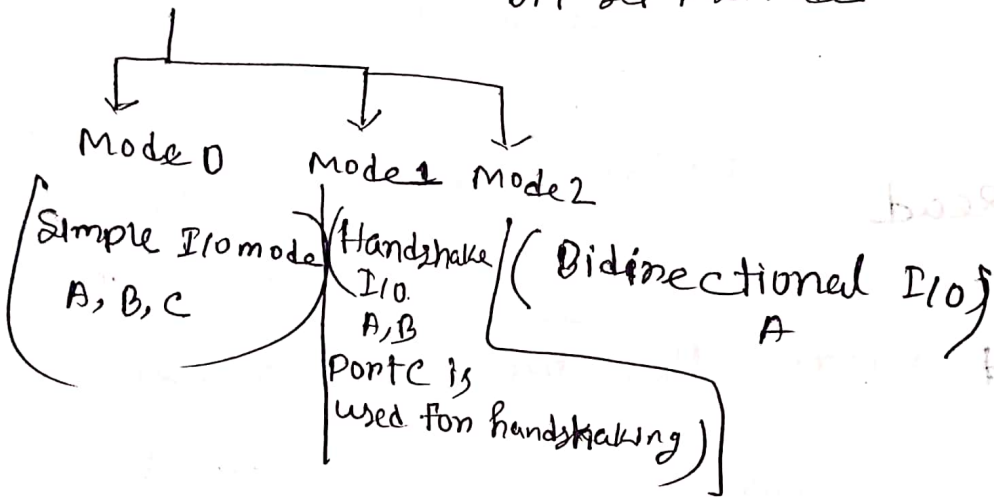 Mode 0
Mode 1
Mode 2
(Simple I/O mode)
A, B, C
(Handshake
I/O.
A, B
Port C is
used for handshaking)
(Bidirectional I/O)
A